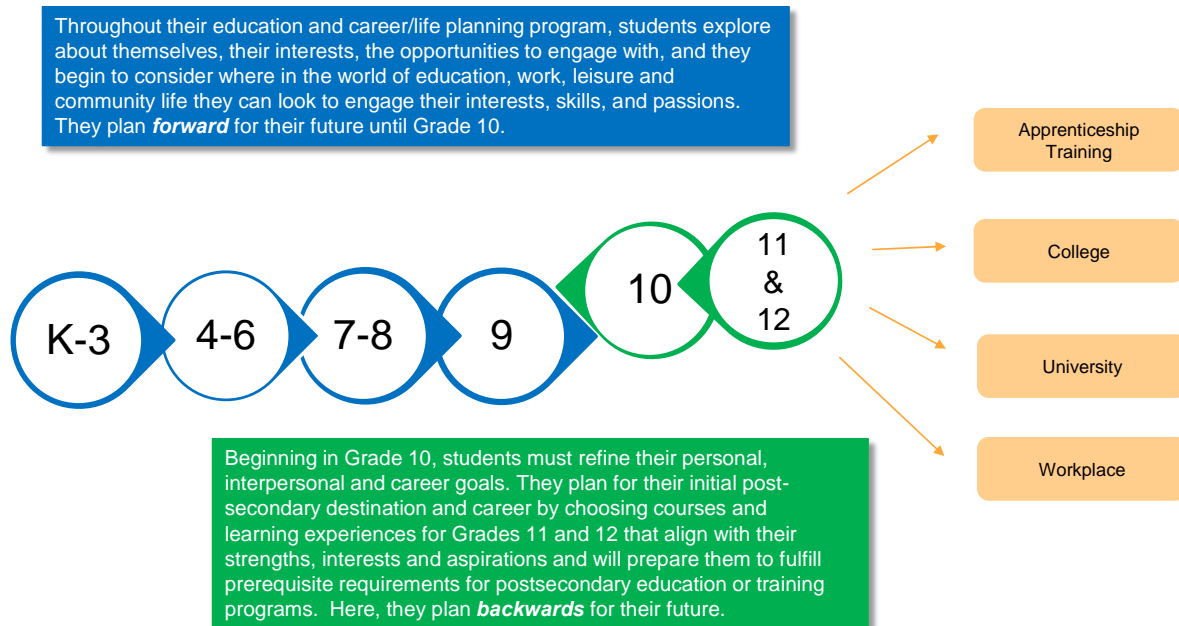 Throughout their education and career/life planning program, students explore
about themselves, their interests, the opportunities to engage with, and they
begin to consider where in the world of education, work, leisure and
community life they can look to engage their interests, skills, and passions.
They plan forward for their future until Grade 10.
K-3
4-6
7-8
9
10
11
&
12
Apprenticeship
Training
College
University
Workplace
Beginning in Grade 10, students must refine their personal,
interpersonal and career goals. They plan for their initial post-
secondary destination and career by choosing courses and
learning experiences for Grades 11 and 12 that align with their
strengths, interests and aspirations and will prepare them to fulfill
prerequisite requirements for postsecondary education or training
programs.  Here, they plan backwards for their future.